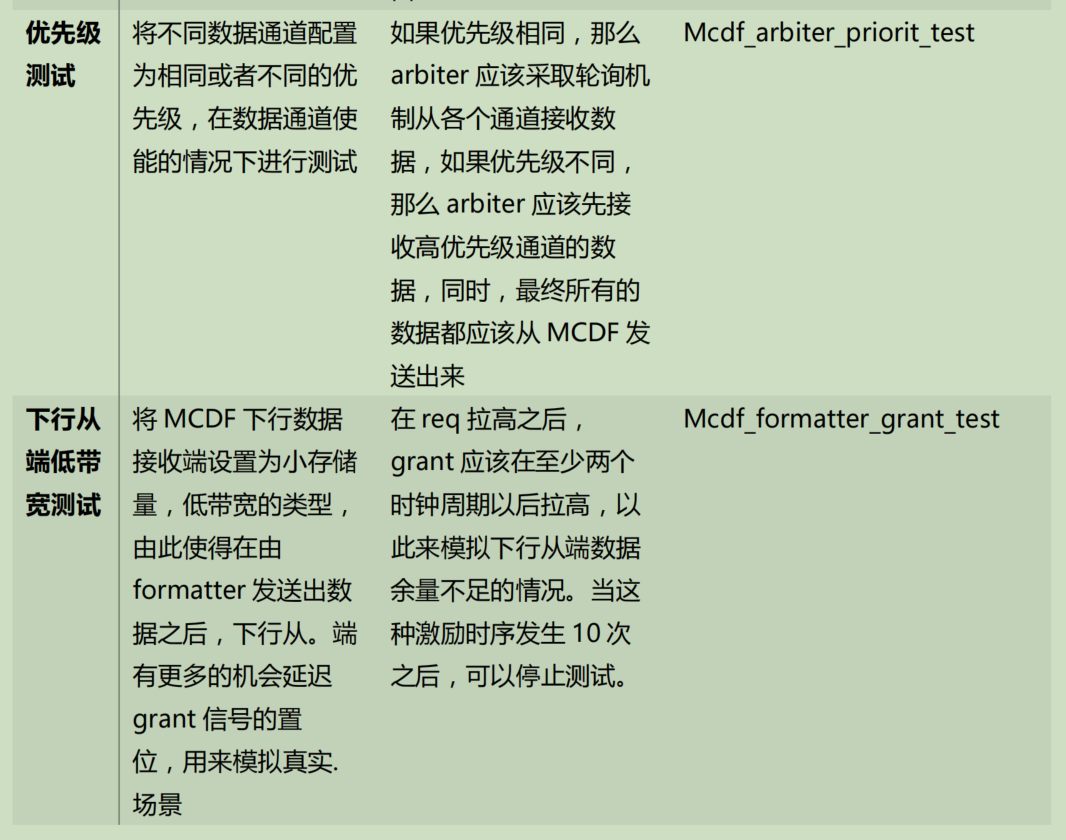 优先级
测试
将不同数据通道配置
为相同或者不同的优
先级，在数据通道使
能的情况下进行测试
如果优先级相同，那么
arbiter 应该采取轮询机
制从各个通道接收数
据，如果优先级不同，
那么 arbiter 应该先接
收高优先级通道的数
据，同时，最终所有的
数据都应该从 MCDF 发
送出来
Mcdf_arbiter_priorit_test
下行从
端低带
宽测试
将 MCDF 下行数据
接收端设置为小存储
量，低带宽的类型，
由此使得在由
formatter 发送出数
据之后，下行从。端
有更多的机会延迟
grant 信号的置
位，用来模拟真实.
场景
在 req 拉高之后，
grant 应该在至少两个
时钟周期以后拉高，以
此来模拟下行从端数据
余量不足的情况。当这
种激励时序发生 10 次
之后，可以停止测试。
Mcdf_formatter_grant_test